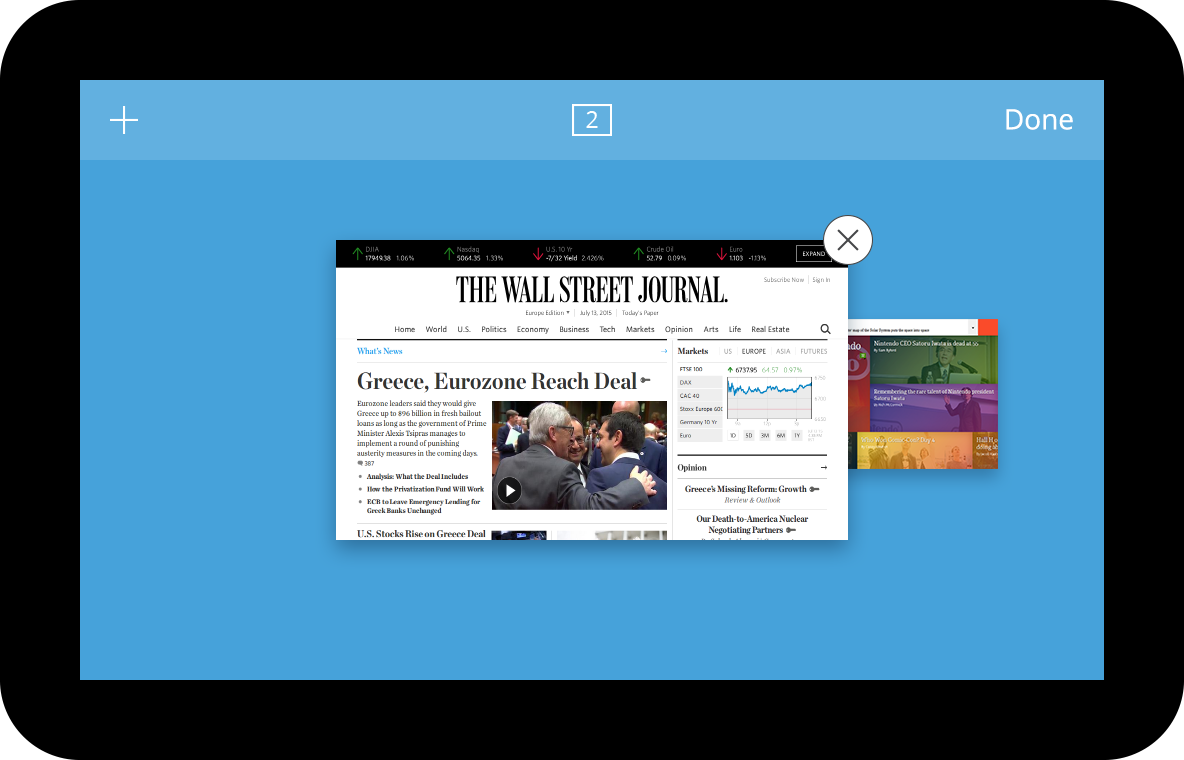 2
Done
DJIA
17949.38 1.06%
Nasdaq
5064.35 1.33%
U.S. 10 Yr
-7/32 Yield 2.426%
Crude Oil
52.79 0.09%
Euro
1.103 -1.13%
EXPAND
Subscribe Now Sign In
THE WALL STREET JOURNAL.
Europe Edition July 13, 2015 Today's Paper
Home World U.S. Politics Economy Business Tech Markets Opinion Arts Life Real Estate
What's News
Greece, Eurozone Reach Deal
Eurozone leaders said they would give
Greece up to €96 billion in fresh bailout
loans as long as the government of Prime
Minister Alexis Tsipras manages to
implement a round of punishing
austerity measures in the coming days.
387
Analysis: What the Deal Includes
How the Privatization Fund Will Work
ECB to Leave Emergency Lending for
Greek Banks Unchanged
U.S. Stocks Rise on Greece Deal
Markets US EUROPE ASIA FUTURES
FTSE 100
DAX
CAC 40
Stoxx Europe 600
Germany 10 Yr
Euro
6737.95 64.57 0.97%
1D 5D 3M 6M 1Y
Opinion
Greece's Missing Reform: Growth
Review & Outlook
Our Death-to-America Nuclear
Negotiating Partners
Nintendo CEO Satoru Iwata is dead at 55
Remembering the rare talent of Nintendo president
Satoru Iwata